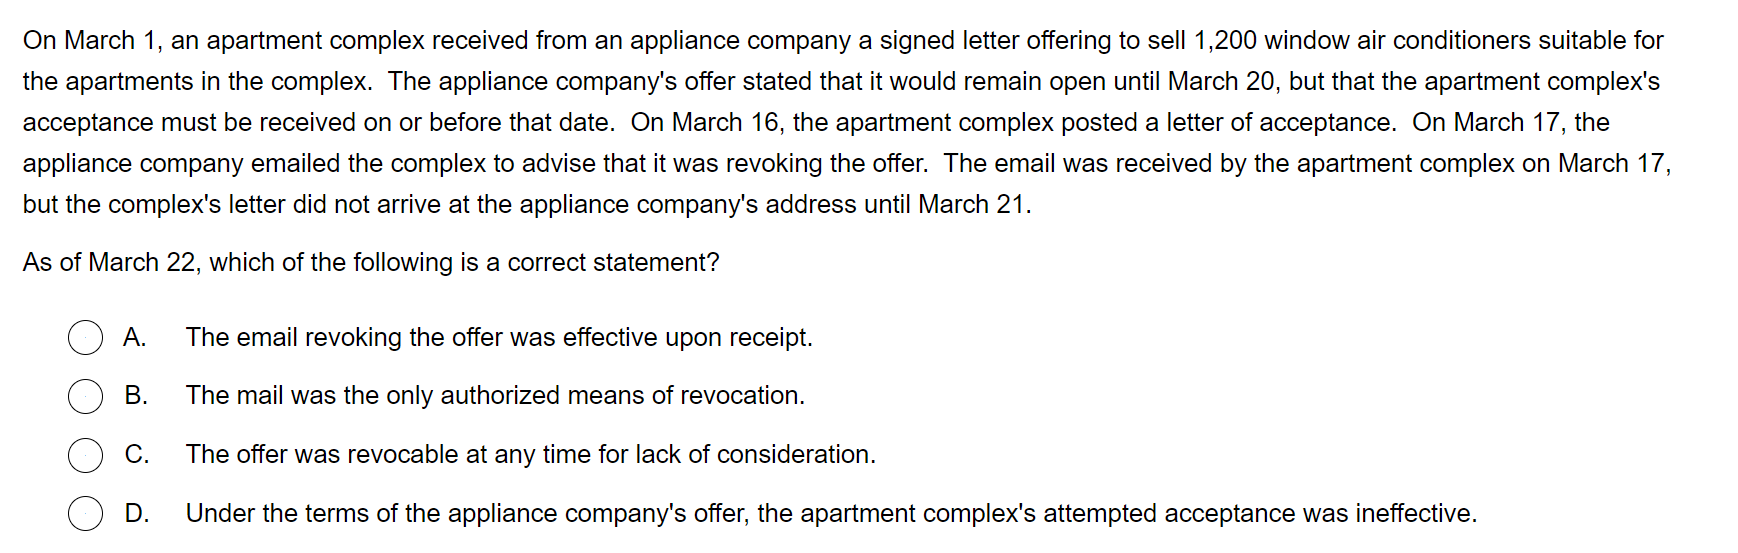 On March 1, an apartment complex received from an appliance company a signed letter offering to sell 1,200 window air conditioners suitable for
the apartments in the complex.  The appliance company's offer stated that it would remain open until March 20, but that the apartment complex's
acceptance must be received on or before that date.  On March 16, the apartment complex posted a letter of acceptance.  On March 17, the
appliance company emailed the complex to advise that it was revoking the offer.  The email was received by the apartment complex on March 17,
but the complex's letter did not arrive at the appliance company's address until March 21.
As of March 22, which of the following is a correct statement?
A. The email revoking the offer was effective upon receipt.
B. The mail was the only authorized means of revocation.
C. The offer was revocable at any time for lack of consideration.
D. Under the terms of the appliance company's offer, the apartment complex's attempted acceptance was ineffective.